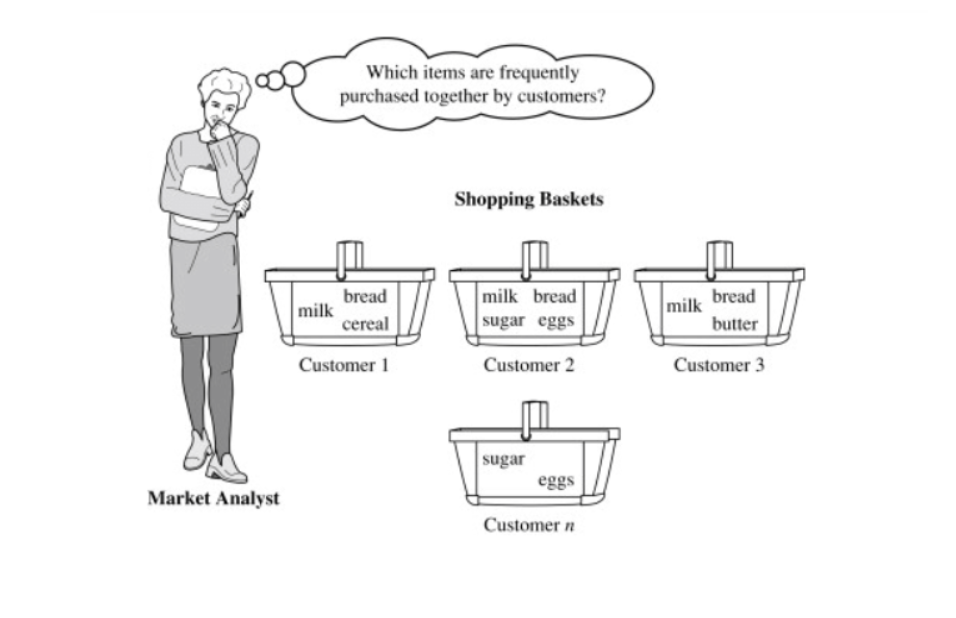 Which items are frequently
purchased together by customers?
Shopping Baskets
milk bread
cereal
Customer 1
milk bread
sugar eggs
Customer 2
milk bread
butter
Customer 3
sugar
eggs
Customer n
Market Analyst